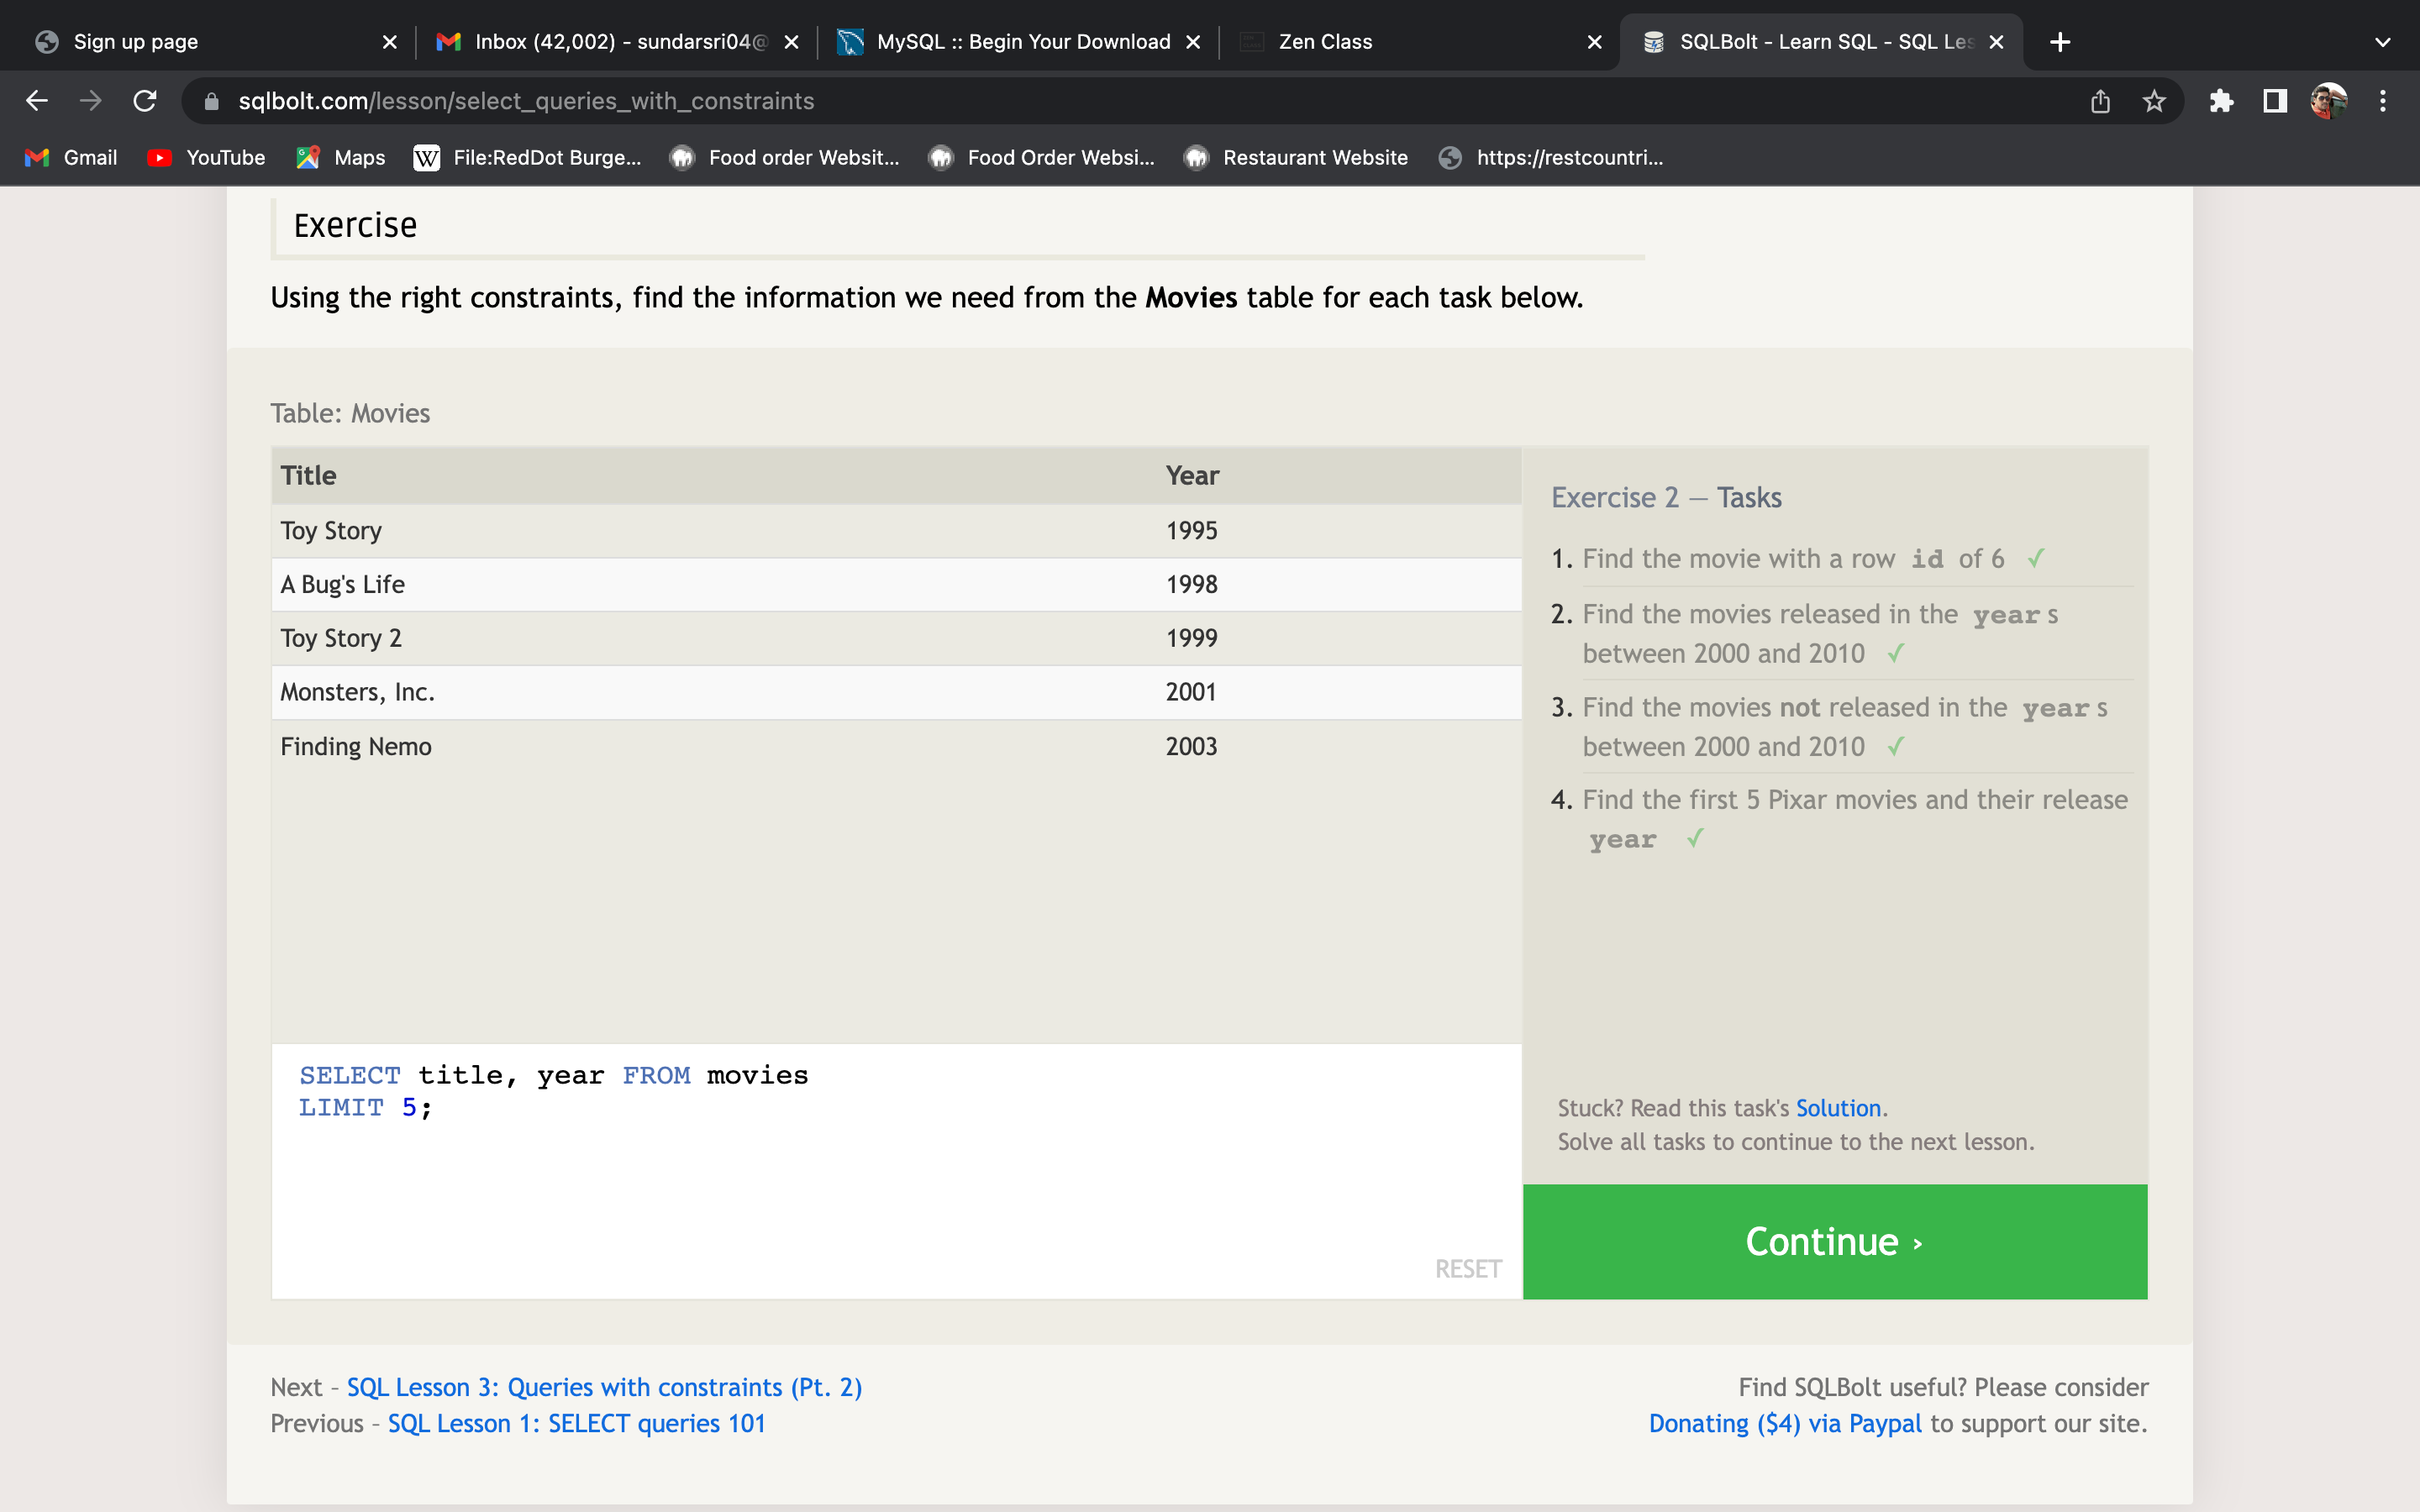 Sign up page
Inbox (42,002) - sundarsri04@
MySQL :: Begin Your Download
Zen Class
SQLBolt - Learn SQL - SQL Les
sqlbolt.com/lesson/select_queries_with_constraints
Gmail
YouTube
Maps
W File:RedDot Burge...
Food order Websit...
Food Order Websi...
Restaurant Website
https://restcountri...
Exercise
Using the right constraints, find the information we need from the Movies table for each task below.
Table: Movies
Title Year
Toy Story 1995
A Bug's Life 1998
Toy Story 2 1999
Monsters, Inc. 2001
Finding Nemo 2003
SELECT title, year FROM movies
LIMIT 5;
RESET
Exercise 2 — Tasks
1. Find the movie with a row id of 6 ✓
2. Find the movies released in the year s
between 2000 and 2010 ✓
3. Find the movies not released in the year s
between 2000 and 2010 ✓
4. Find the first 5 Pixar movies and their release
year ✓
Stuck? Read this task's Solution.
Solve all tasks to continue to the next lesson.
Continue ›
Next – SQL Lesson 3: Queries with constraints (Pt. 2)
Previous – SQL Lesson 1: SELECT queries 101
Find SQLBolt useful? Please consider
Donating ($4) via Paypal to support our site.